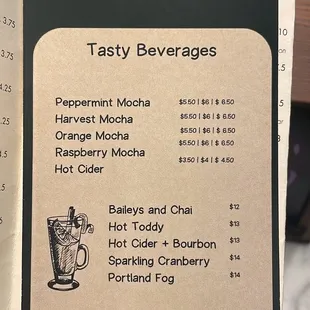 Tasty Beverages
Peppermint Mocha $5.50 | $6 | $ 6.50
Harvest Mocha $5.50 | $6 | $ 6.50
Orange Mocha $5.50 | $6 | $ 6.50
Raspberry Mocha $5.50 | $6 | $ 6.50
Hot Cider $3.50 | $4 | $ 4.50
Baileys and Chai $12
Hot Toddy $13
Hot Cider + Bourbon $13
Sparkling Cranberry $14
Portland Fog $14
3.75